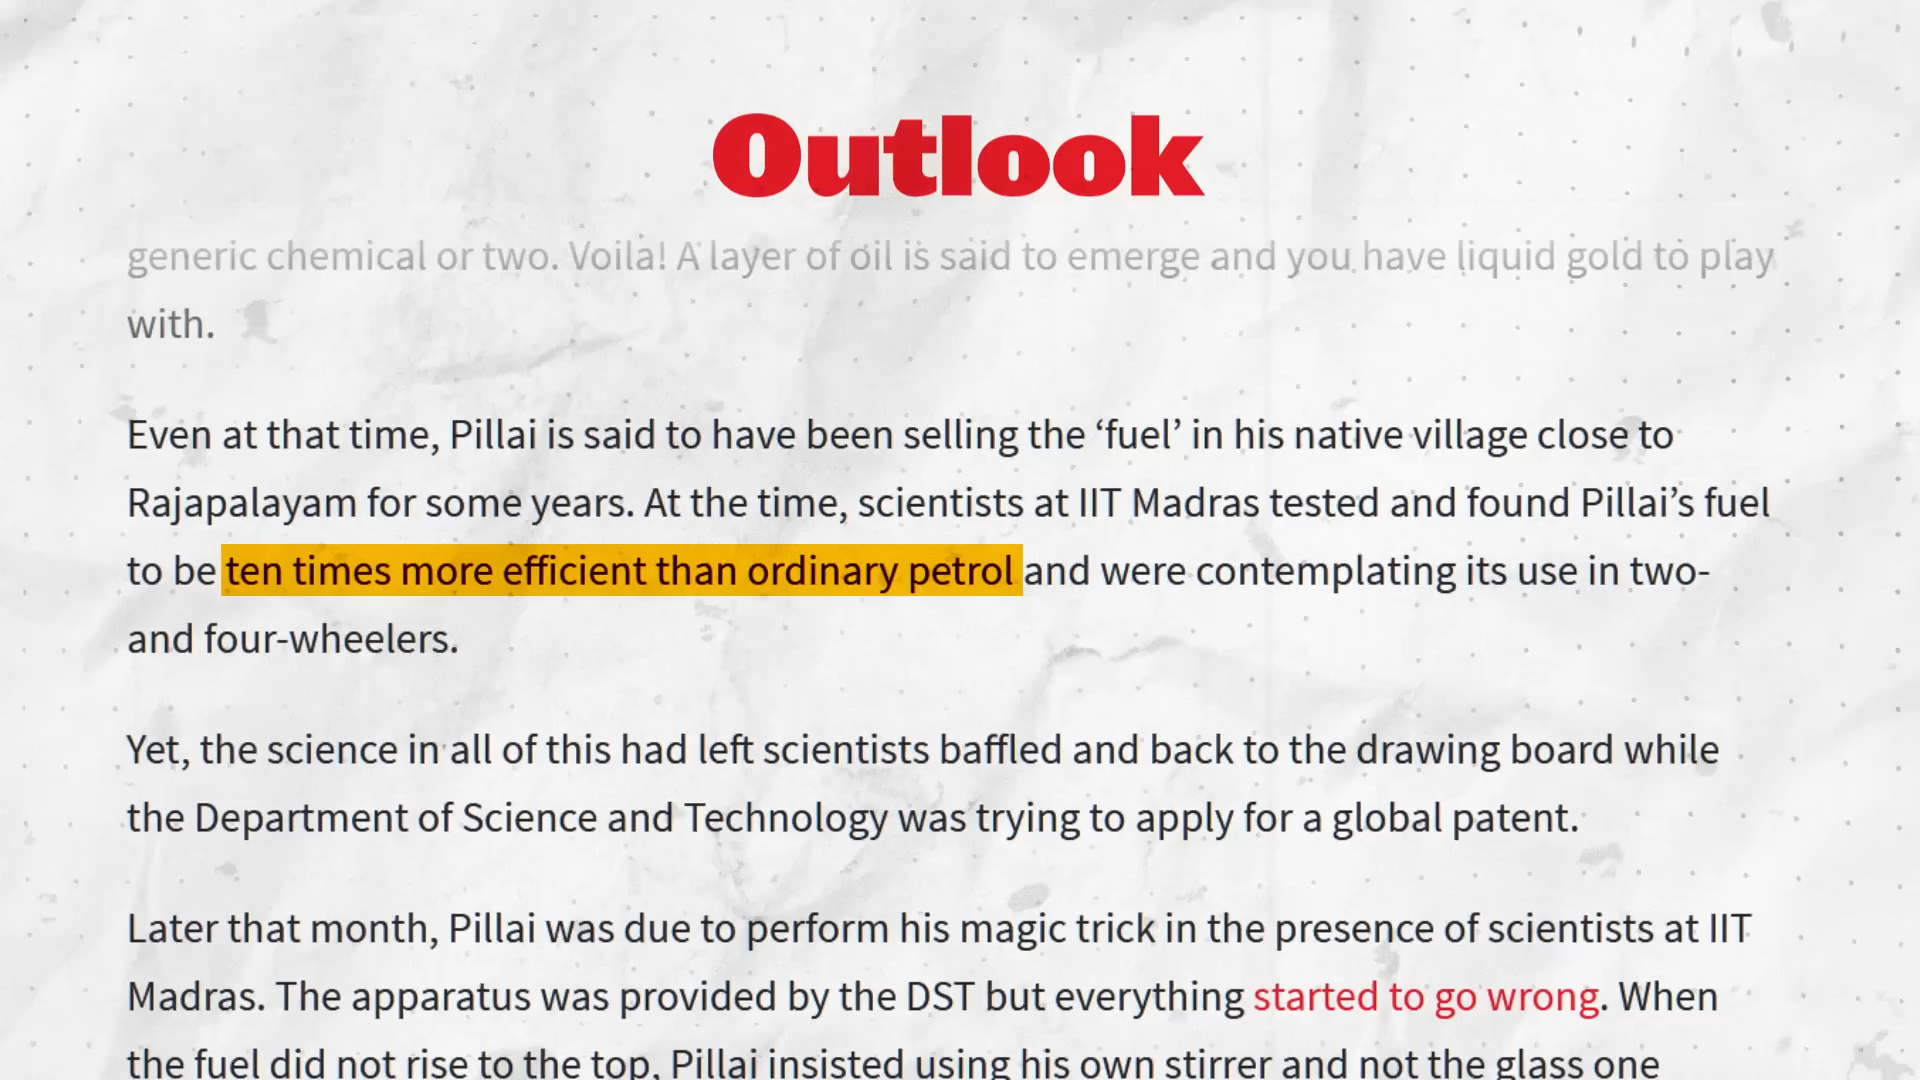 Outlook
generic chemical or two. Voila! A layer of oil is said to emerge and you have liquid gold to play
with.
Even at that time, Pillai is said to have been selling the ‘fuel’ in his native village close to
Rajapalayam for some years. At the time, scientists at IIT Madras tested and found Pillai’s fuel
to be ten times more efficient than ordinary petrol and were contemplating its use in two-
and four-wheelers.
Yet, the science in all of this had left scientists baffled and back to the drawing board while
the Department of Science and Technology was trying to apply for a global patent.
Later that month, Pillai was due to perform his magic trick in the presence of scientists at IIT
Madras. The apparatus was provided by the DST but everything started to go wrong. When
the fuel did not rise to the top, Pillai insisted using his own stirrer and not the glass one